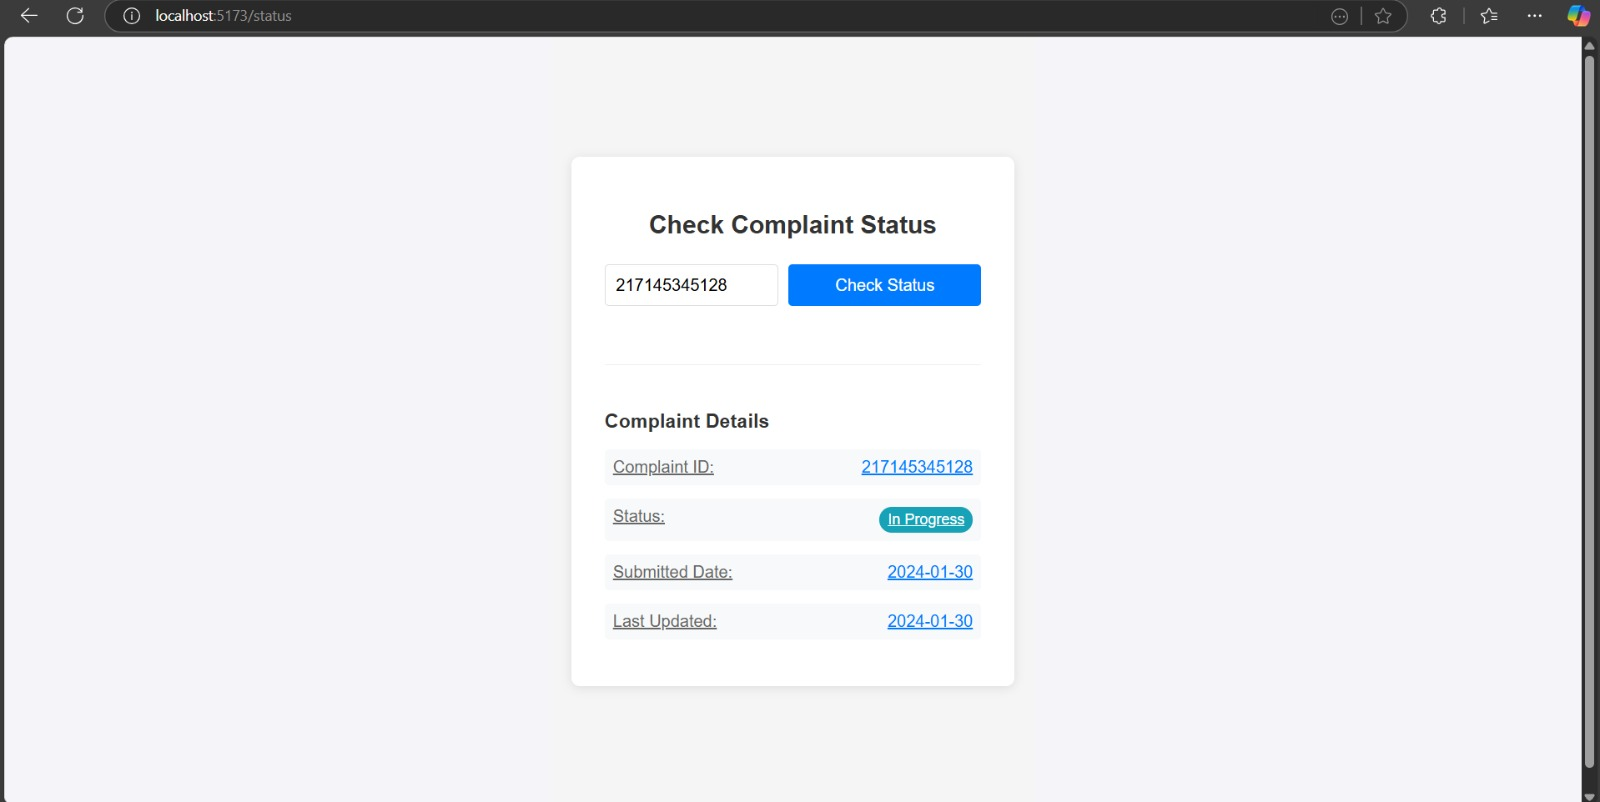 localhost:5173/status
Check Complaint Status
217145345128 Check Status
Complaint Details
Complaint ID: 217145345128
Status: In Progress
Submitted Date: 2024-01-30
Last Updated: 2024-01-30